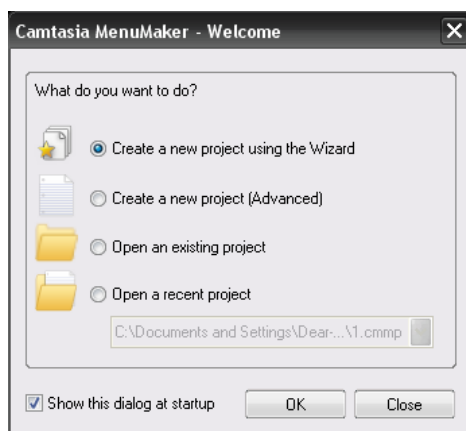 Camtasia MenuMaker - Welcome
What do you want to do?
Create a new project using the Wizard
Create a new project (Advanced)
Open an existing project
Open a recent project
C:\Documents and Settings\Dear-...\1.cmmp
Show this dialog at startup
OK
Close